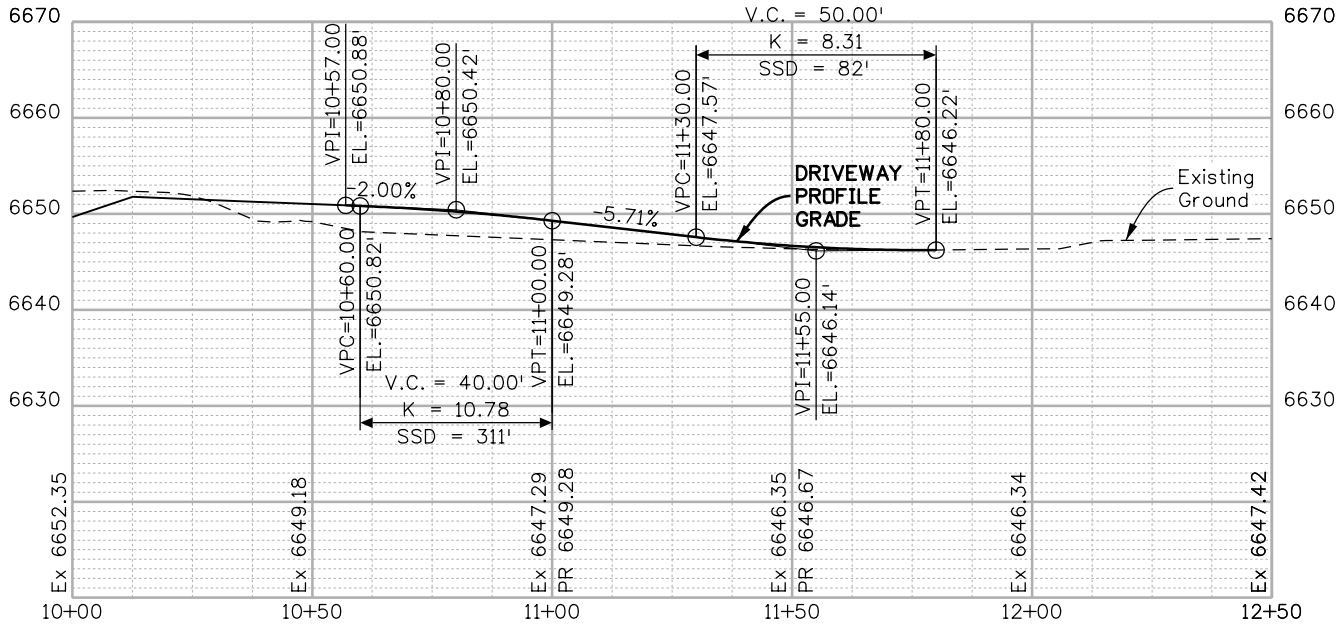 6670
6670
V.C. = 50.00'
K = 8.31
SSD = 82'
VPI=10+57.00
EL.=6650.88'
VPI=10+80.00
EL.=6650.42'
VPC=11+30.00
EL.=6647.57'
VPT=11+80.00
EL.=6646.22'
6660
6660
-2.00%
-5.71%
DRIVEWAY
PROFILE
GRADE
Existing
Ground
6650
6650
VPC=10+60.00
EL.=6650.82'
VPT=11+00.00
EL.=6649.28'
VPI=11+55.00
EL.=6646.14'
6640
6640
V.C. = 40.00'
K = 10.78
SSD = 311'
6630
6630
Ex 6652.35
Ex 6649.18
Ex 6647.29
PR 6649.28
Ex 6646.35
PR 6646.67
Ex 6646.34
Ex 6647.42
10+00
10+50
11+00
11+50
12+00
12+50